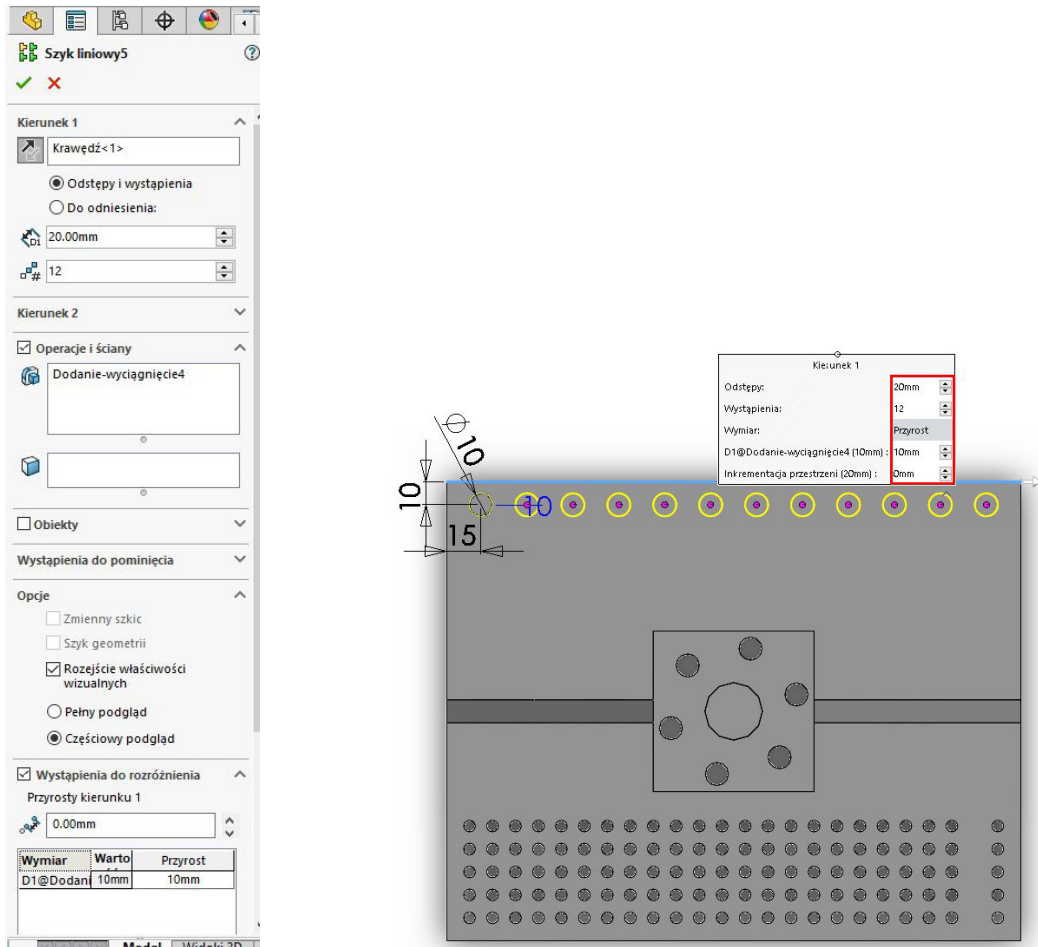 Szyk liniowy5
Kierunek 1
Krawędź<1>
Odstępy i wystąpienia
Do odniesienia:
D1
20.00mm
#
12
Kierunek 2
Operacje i ściany
Dodanie-wyciągnięcie4
Obiekty
Wystąpienia do pominięcia
Opcje
Zmienny szkic
Szyk geometrii
Rozejście właściwości
wizualnych
Pełny podgląd
Częściowy podgląd
Wystąpienia do rozróżnienia
Przyrosty kierunku 1
0.00mm
Wymiar Warto Przyrost
D1@Dodani 10mm 10mm
Model Widoki 3D
Kierunek 1
Odstępy: 20mm
Wystąpienia: 12
Wymiar: Przyrost
D1@Dodanie-wyciągnięcie4 (10mm) : 10mm
Inkrementacja przestrzeni (20mm) : 0mm
∅10
10
10
15